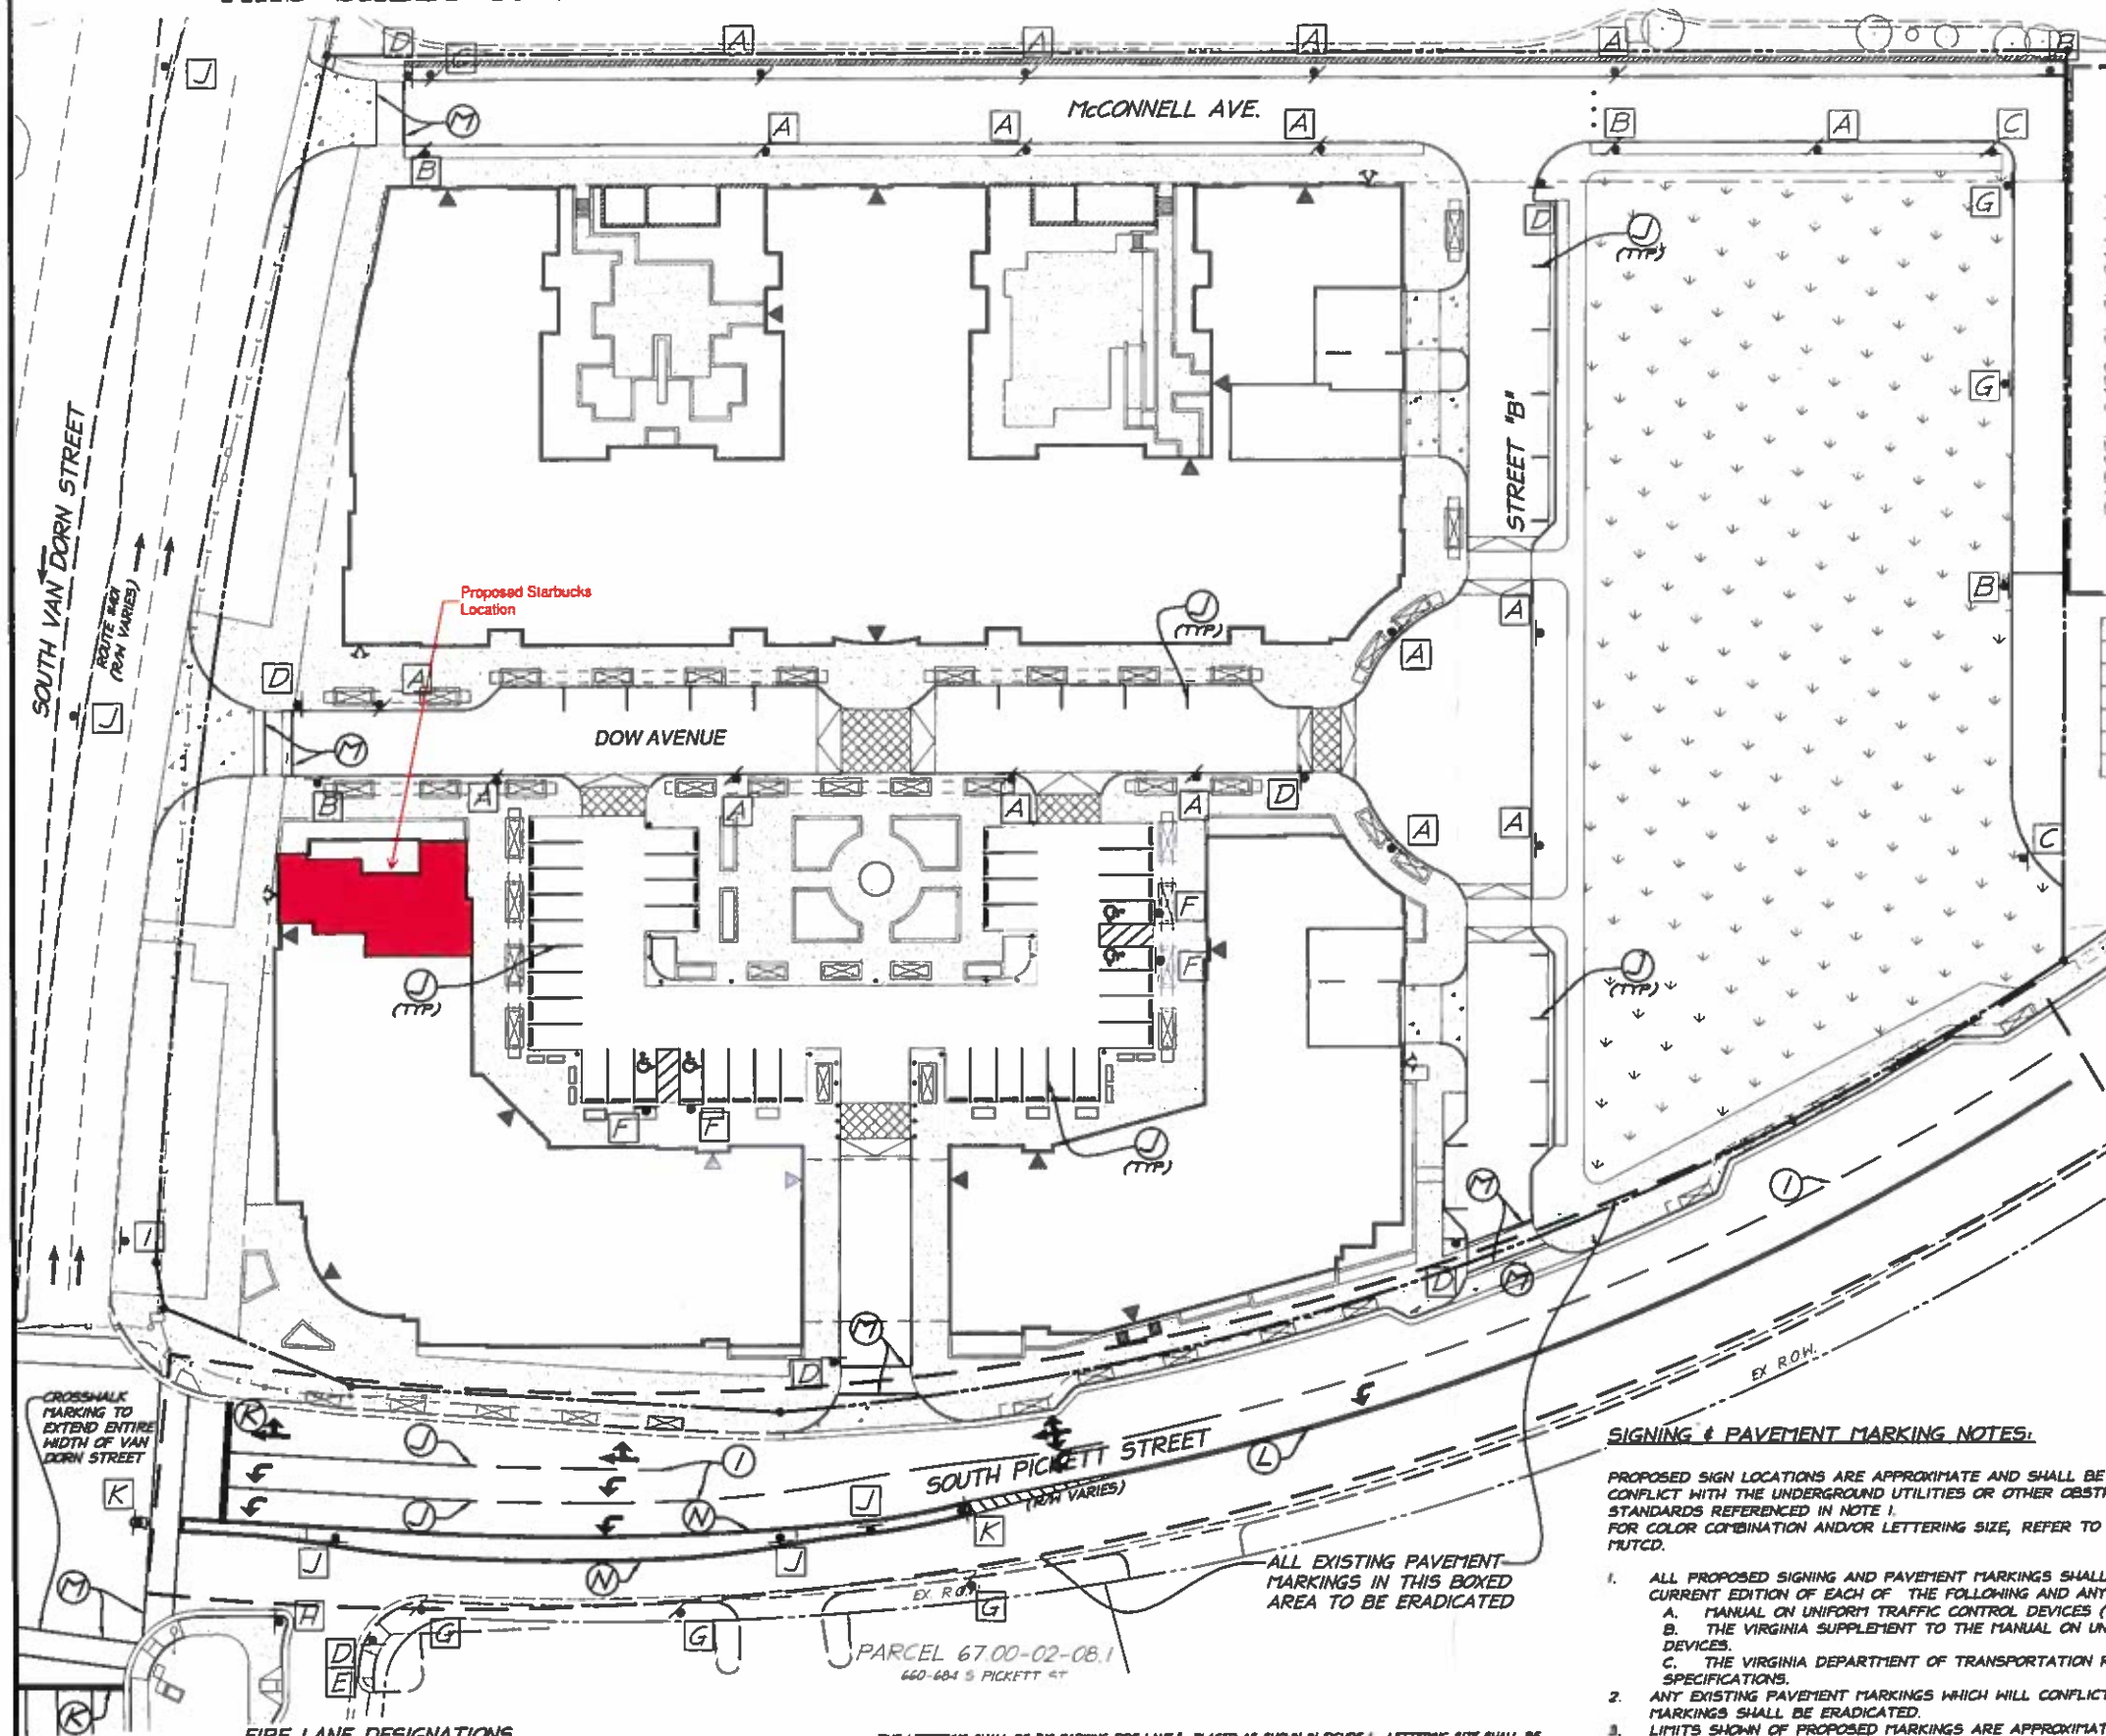 D
G
A
A
A
A
B
J
McCONNELL AVE.
M
A
A
A
B
A
C
B
D
G
J
(TYP)
G
STREET "B"
SOUTH VAN DORN STREET
(R/W VARIES)
Proposed Starbucks
Location
J
(TYP)
B
A
A
D
A
J
DOW AVENUE
M
B
A
A
A
A
D
A
A
C
F
F
J
(TYP)
J
(TYP)
F
F
J
(TYP)
M
I
I
D
M
M
D
EX R.O.W.
CROSSWALK
MARKING TO
EXTEND ENTIRE
WIDTH OF VAN
DORN STREET
K
J
I
SOUTH PICKETT STREET
(R/W VARIES)
L
K
J
N
J
K
J
J
N
M
H
G
G
G
D
E
K
ALL EXISTING PAVEMENT
MARKINGS IN THIS BOXED
AREA TO BE ERADICATED
PARCEL 67.00-02-08.1
660-684 S PICKETT ST
SIGNING & PAVEMENT MARKING NOTES:
PROPOSED SIGN LOCATIONS ARE APPROXIMATE AND SHALL BE
CONFLICT WITH THE UNDERGROUND UTILITIES OR OTHER OBSTR
STANDARDS REFERENCED IN NOTE 1.
FOR COLOR COMBINATION AND/OR LETTERING SIZE, REFER TO
MUTCD.
1. ALL PROPOSED SIGNING AND PAVEMENT MARKINGS SHALL
CURRENT EDITION OF EACH OF THE FOLLOWING AND ANY
A. MANUAL ON UNIFORM TRAFFIC CONTROL DEVICES (
B. THE VIRGINIA SUPPLEMENT TO THE MANUAL ON UN
DEVICES.
C. THE VIRGINIA DEPARTMENT OF TRANSPORTATION R
SPECIFICATIONS.
2. ANY EXISTING PAVEMENT MARKINGS WHICH WILL CONFLICT
MARKINGS SHALL BE ERADICATED.
3. LIMITS SHOWN OF PROPOSED MARKINGS ARE APPROXIMAT
FIRE LANE DESIGNATIONS